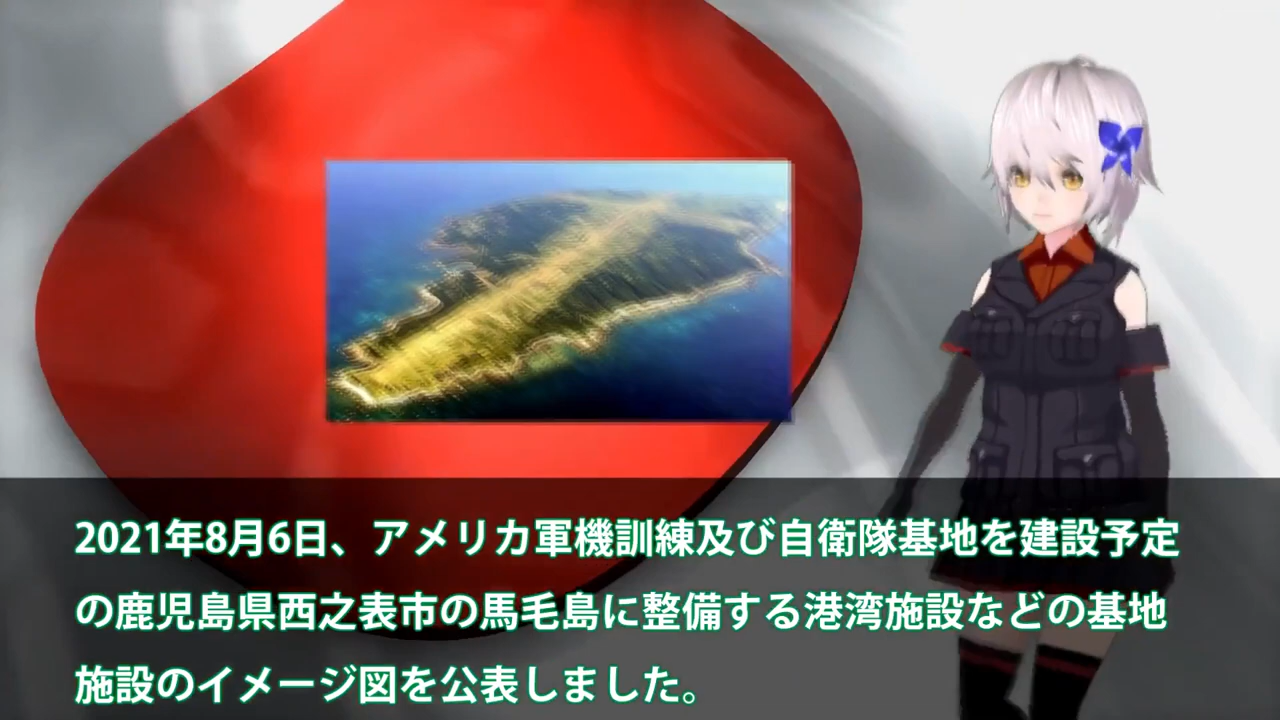 2021年8月6日、アメリカ軍機訓練及び自衛隊基地を建設予定
の鹿児島県西之表市の馬毛島に整備する港湾施設などの基地
施設のイメージ図を公表しました。